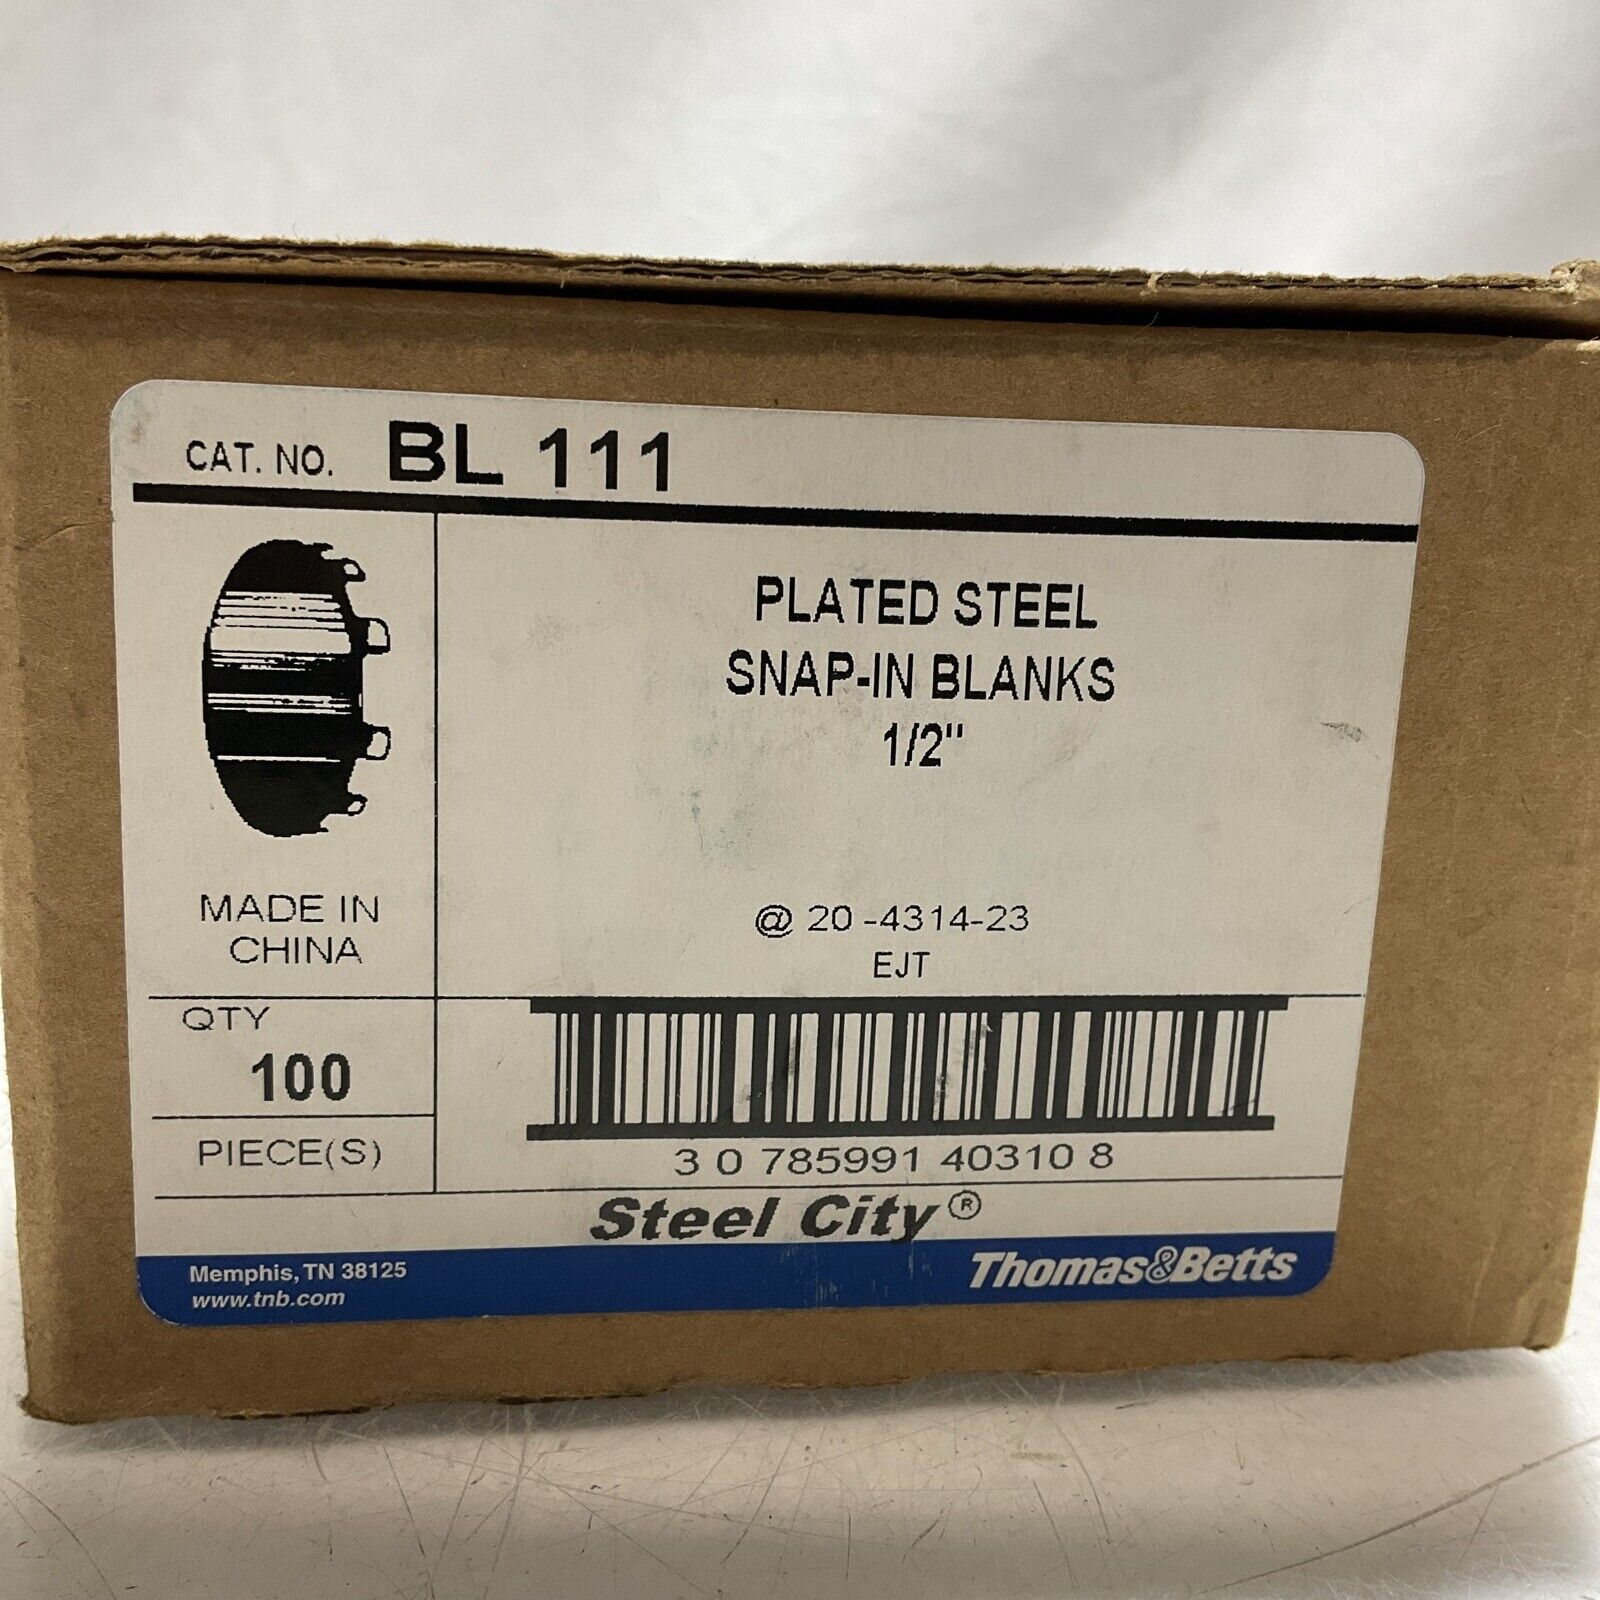 CAT. NO. BL 111
PLATED STEEL
SNAP-IN BLANKS
1/2"
MADE IN
CHINA
@ 20 -4314-23
EJT
QTY
100
PIECE(S)
3 0 785991 40310 8
Steel City®
Memphis, TN 38125
www.tnb.com
Thomas&Betts